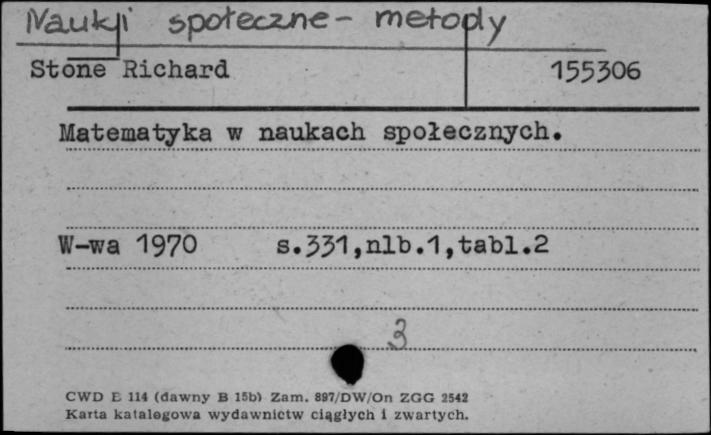 Nauki społeczne - metody
Stone Richard 155306
Matematyka w naukach społecznych.
W-wa 1970 s.331,nlb.1,tabl.2
3
CWD E 114 (dawny B 15b) Zam. 897/DW/On ZGG 2542
Karta katalogowa wydawnictw ciągłych i zwartych.